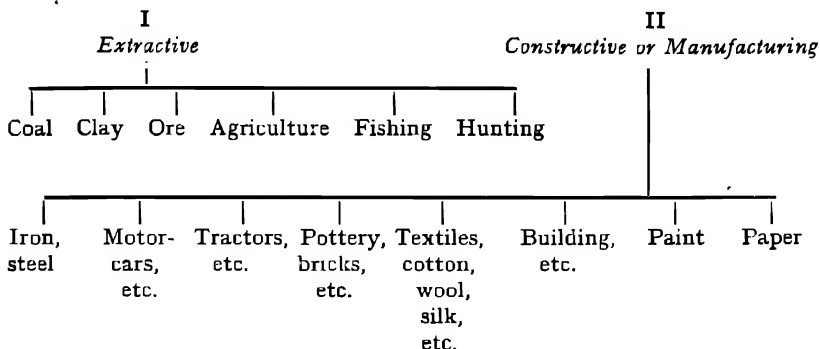 I II
Extractive Constructive or Manufacturing
Coal Clay Ore Agriculture Fishing Hunting
Iron, Motor- Tractors, Pottery, Textiles, Building, Paint Paper
steel cars, etc. bricks, cotton, etc.
etc. etc. wool,
silk,
etc.